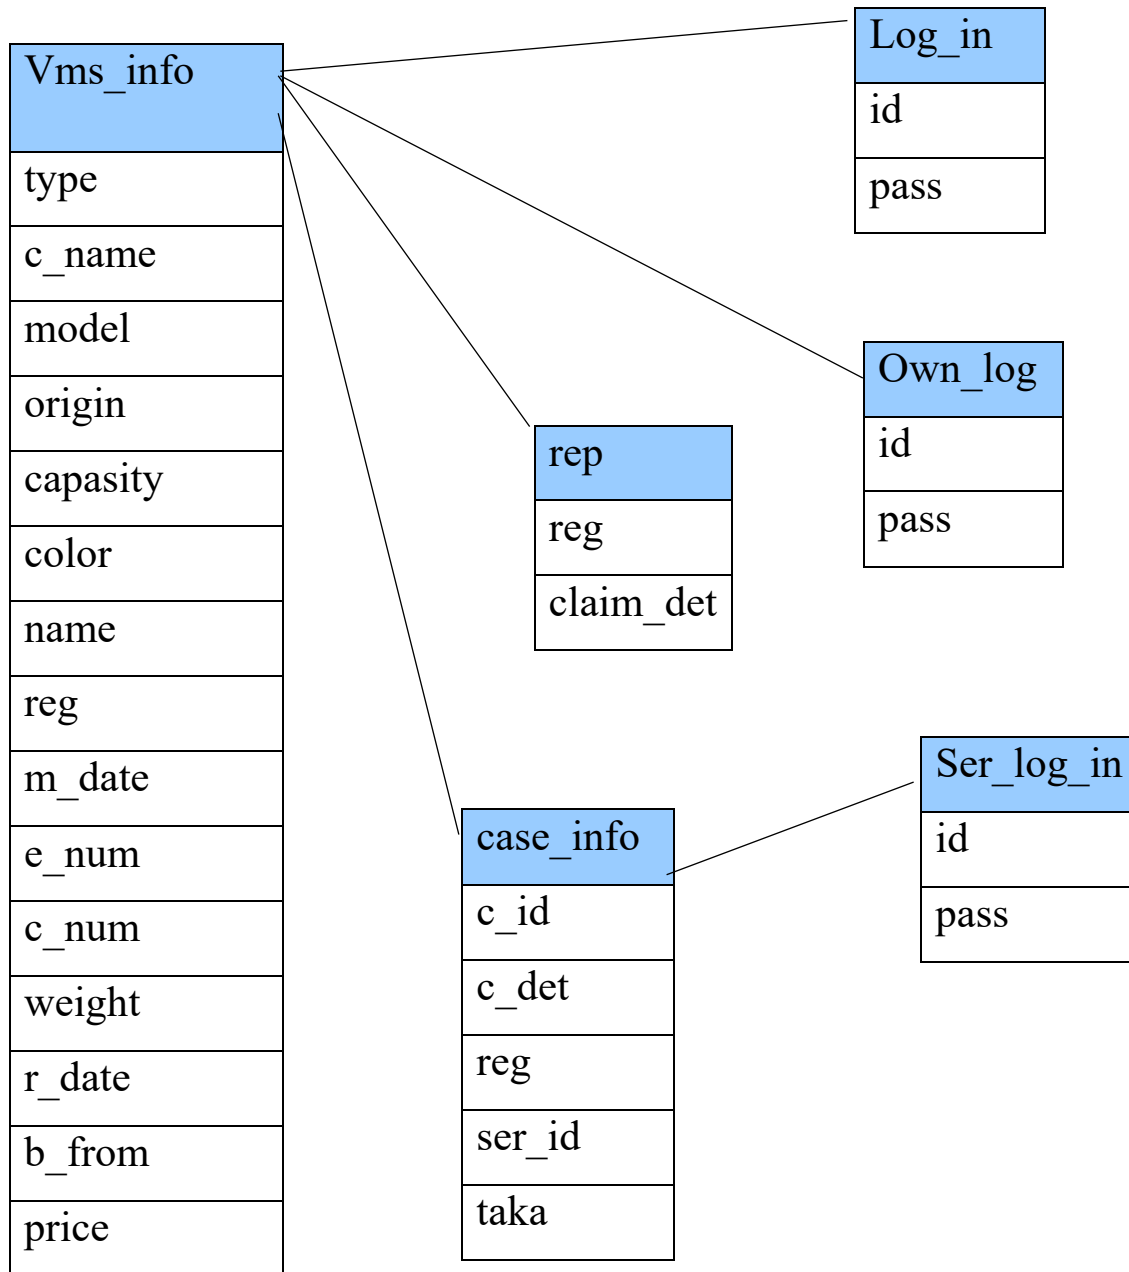 Vms_info
type
c_name
model
origin
capasity
color
name
reg
m_date
e_num
c_num
weight
r_date
b_from
price
Log_in
id
pass
Own_log
id
pass
rep
reg
claim_det
case_info
c_id
c_det
reg
ser_id
taka
Ser_log_in
id
pass